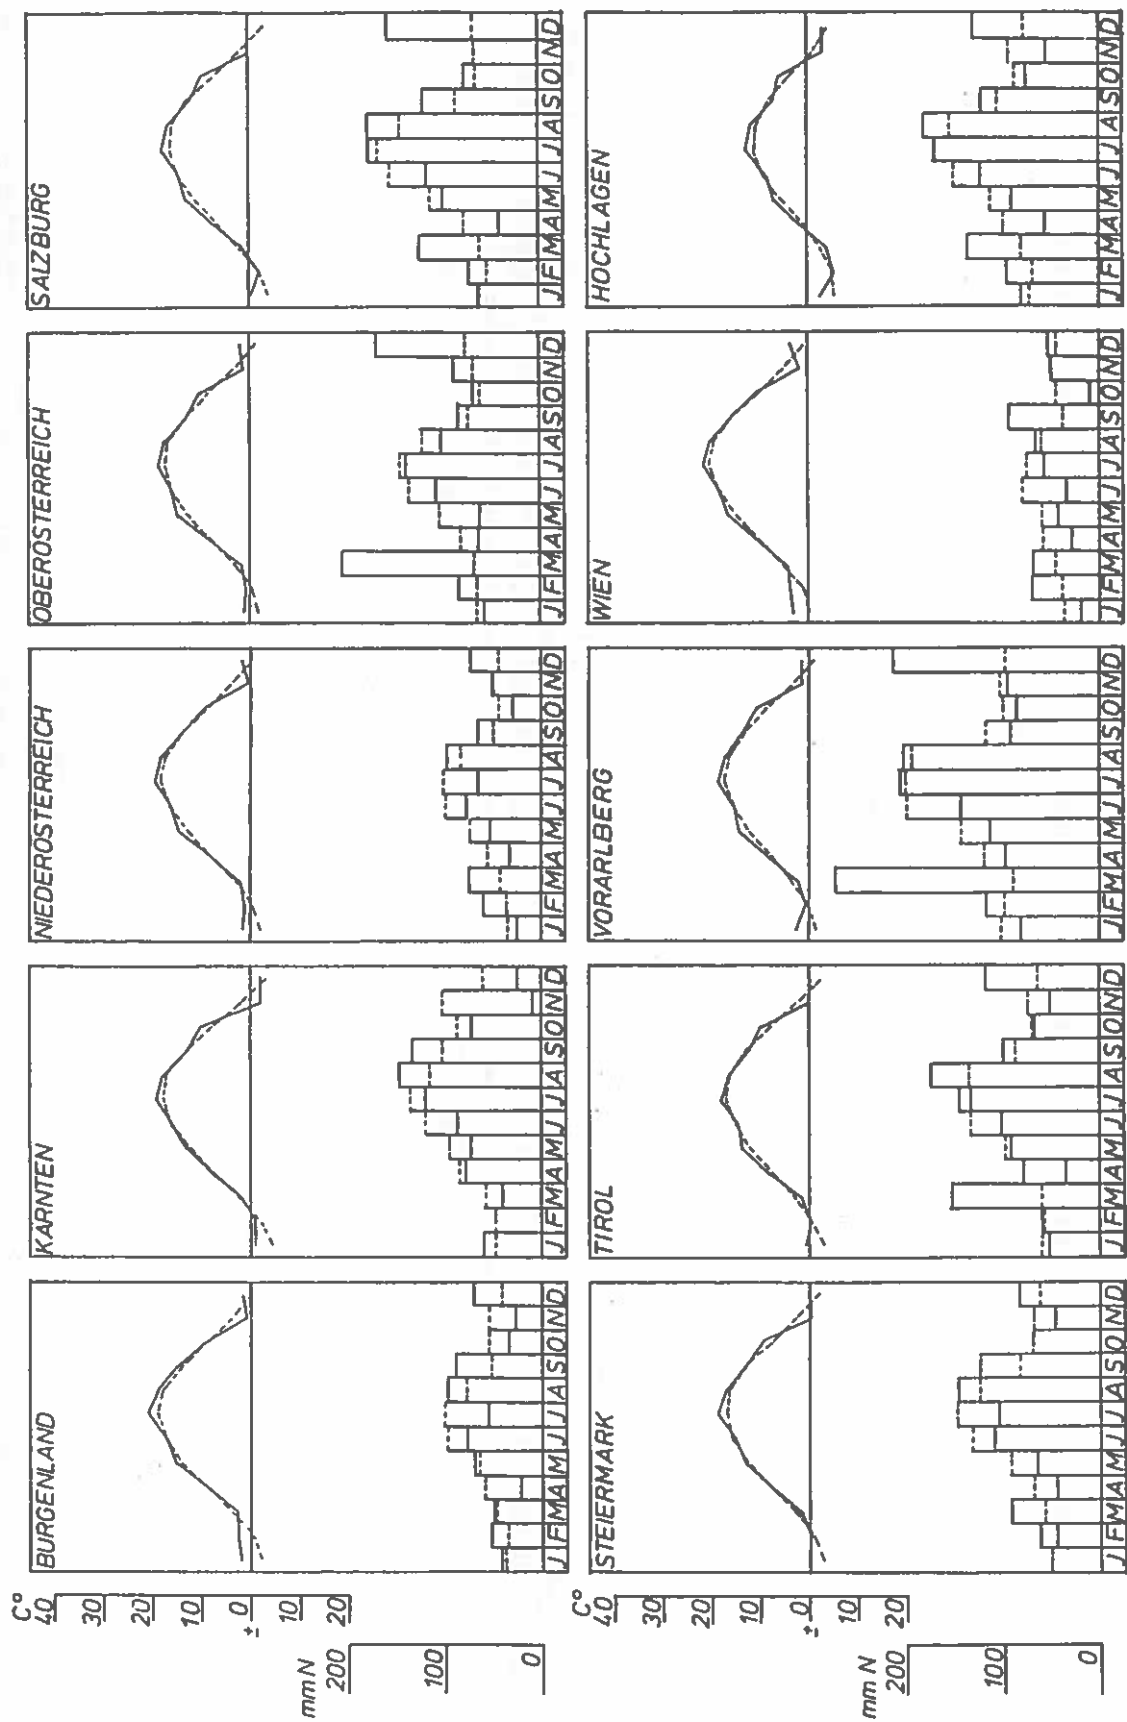 C°
40
30
20
10
± 0
10
20
mm N
200
100
0
BURGENLAND
J F M A M J J A S O N D
KÄRNTEN
J F M A M J J A S O N D
NIEDERÖSTERREICH
J F M A M J J A S O N D
OBERÖSTERREICH
J F M A M J J A S O N D
SALZBURG
J F M A M J J A S O N D
C°
40
30
20
10
± 0
10
20
mm N
200
100
0
STEIERMARK
J F M A M J J A S O N D
TIROL
J F M A M J J A S O N D
VORARLBERG
J F M A M J J A S O N D
WIEN
J F M A M J J A S O N D
HOCHLAGEN
J F M A M J J A S O N D